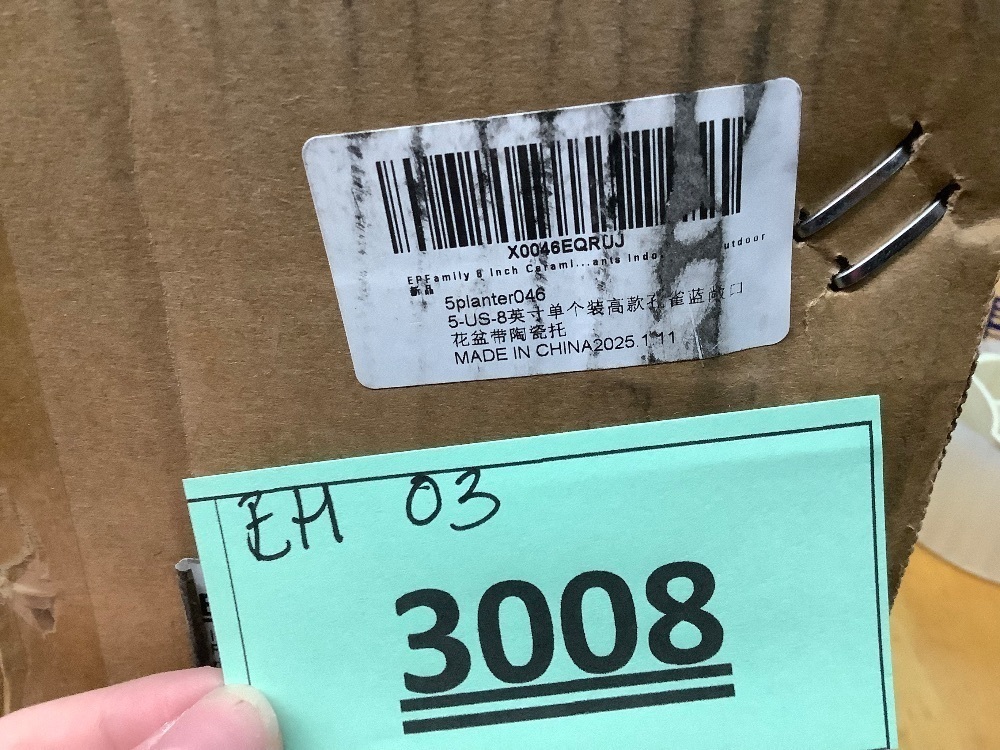 X0046EQRUJ
EPFamily 8 Inch Carami...ants Indo utdoor
新品
5planter046
5-US-8英寸单个装高款孔雀蓝敞口
花盆带陶瓷托
MADE IN CHINA2025.1 11
EH 03
3008